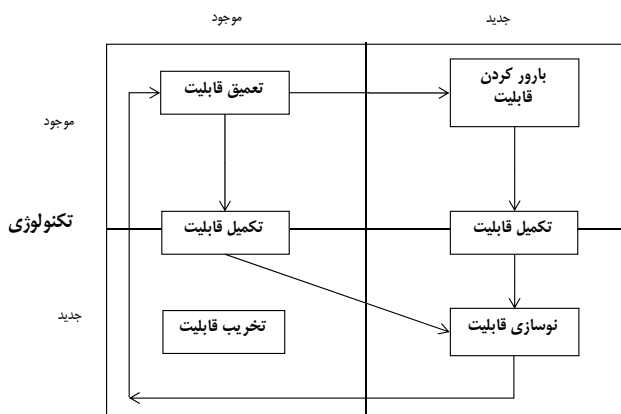 جدید
موجود
بارور کردن
قابلیت
تعمیق قابلیت
موجود
تکمیل قابلیت
تکمیل قابلیت
تکنولوژی
نوسازی قابلیت
تخریب قابلیت
جدید